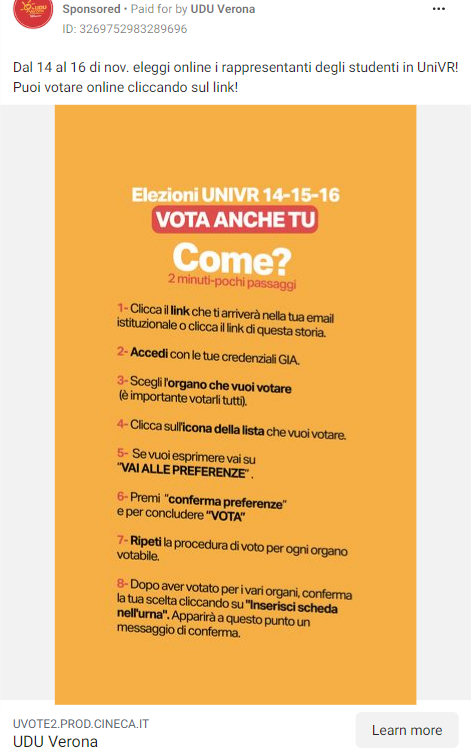 Sponsored • Paid for by UDU Verona
ID: 3269752983289696
Dal 14 al 16 di nov. eleggi online i rappresentanti degli studenti in UniVR!
Puoi votare online cliccando sul link!
Elezioni UNIVR 14-15-16
VOTA ANCHE TU
Come?
2 minuti-pochi passaggi
1- Clicca il link che ti arriverà nella tua email
istituzionale o clicca il link di questa storia.
2- Accedi con le tue credenziali GIA.
3- Scegli l'organo che vuoi votare
(è importante votarli tutti).
4- Clicca sull'icona della lista che vuoi votare.
5- Se vuoi esprimere vai su
"VAI ALLE PREFERENZE" .
6- Premi "conferma preferenze"
e per concludere "VOTA"
7- Ripeti la procedura di voto per ogni organo
votabile.
8- Dopo aver votato per i vari organi, conferma
la tua scelta cliccando su "Inserisci scheda
nell'urna". Apparirà a questo punto un
messaggio di conferma.
UVOTE2.PROD.CINECA.IT
UDU Verona
Learn more